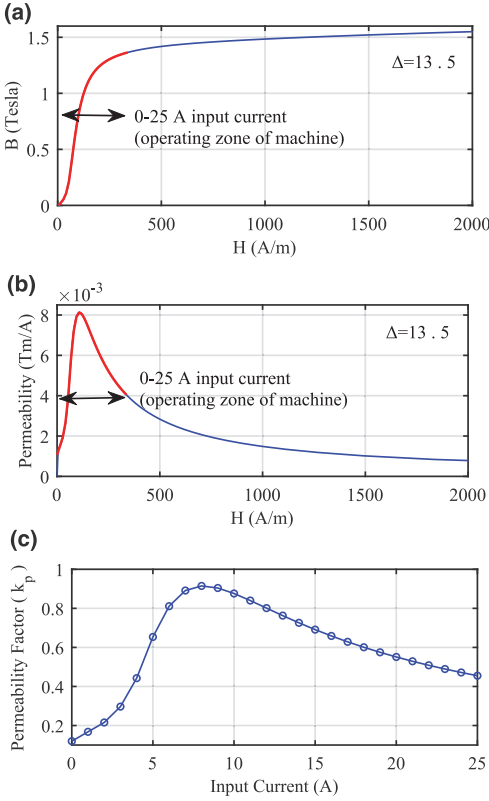 (a)
1.5
1
0.5
0
B (Tesla)
Δ=13 . 5
0-25 A input current
(operating zone of machine)
0 500 1000 1500 2000
H (A/m)
(b)
×10⁻³
8
6
4
2
0
Permeability (Tm/A)
Δ=13 . 5
0-25 A input current
(operating zone of machine)
0 500 1000 1500 2000
H (A/m)
(c)
1
0.8
0.6
0.4
0.2
Permeability Factor ( kₚ)
0 5 10 15 20 25
Input Current (A)